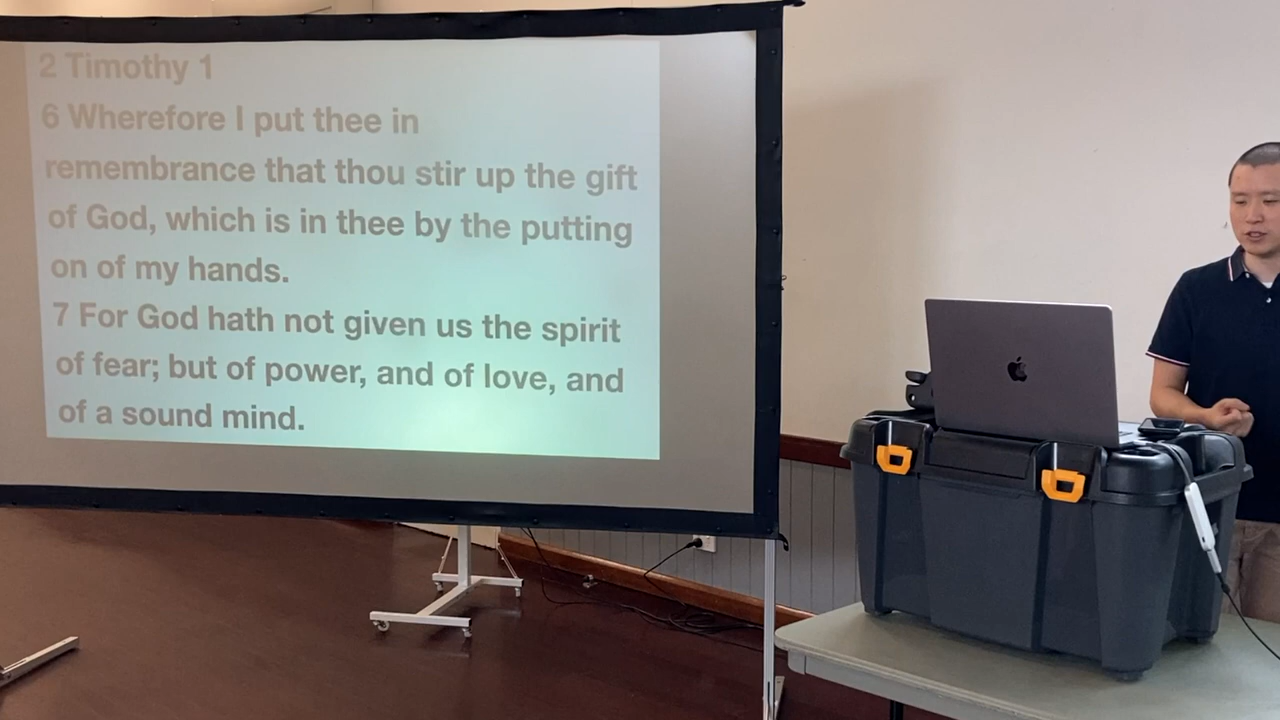 2 Timothy 1
6 Wherefore I put thee in
remembrance that thou stir up the gift
of God, which is in thee by the putting
on of my hands.
7 For God hath not given us the spirit
of fear; but of power, and of love, and
of a sound mind.